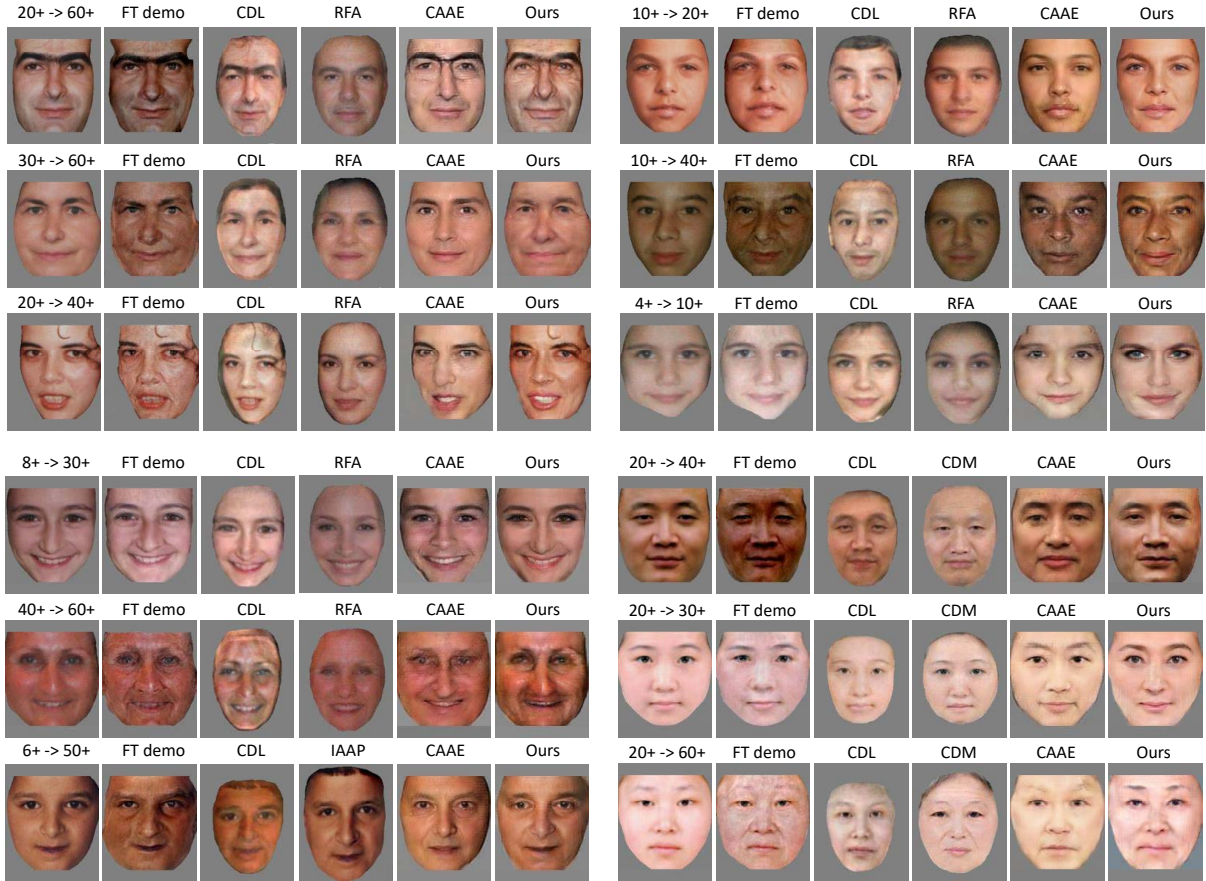 20+ -> 60+ FT demo CDL RFA CAAE Ours
10+ -> 20+ FT demo CDL RFA CAAE Ours
30+ -> 60+ FT demo CDL RFA CAAE Ours
10+ -> 40+ FT demo CDL RFA CAAE Ours
20+ -> 40+ FT demo CDL RFA CAAE Ours
4+ -> 10+ FT demo CDL RFA CAAE Ours
8+ -> 30+ FT demo CDL RFA CAAE Ours
20+ -> 40+ FT demo CDL CDM CAAE Ours
40+ -> 60+ FT demo CDL RFA CAAE Ours
20+ -> 30+ FT demo CDL CDM CAAE Ours
6+ -> 50+ FT demo CDL IAAP CAAE Ours
20+ -> 60+ FT demo CDL CDM CAAE Ours